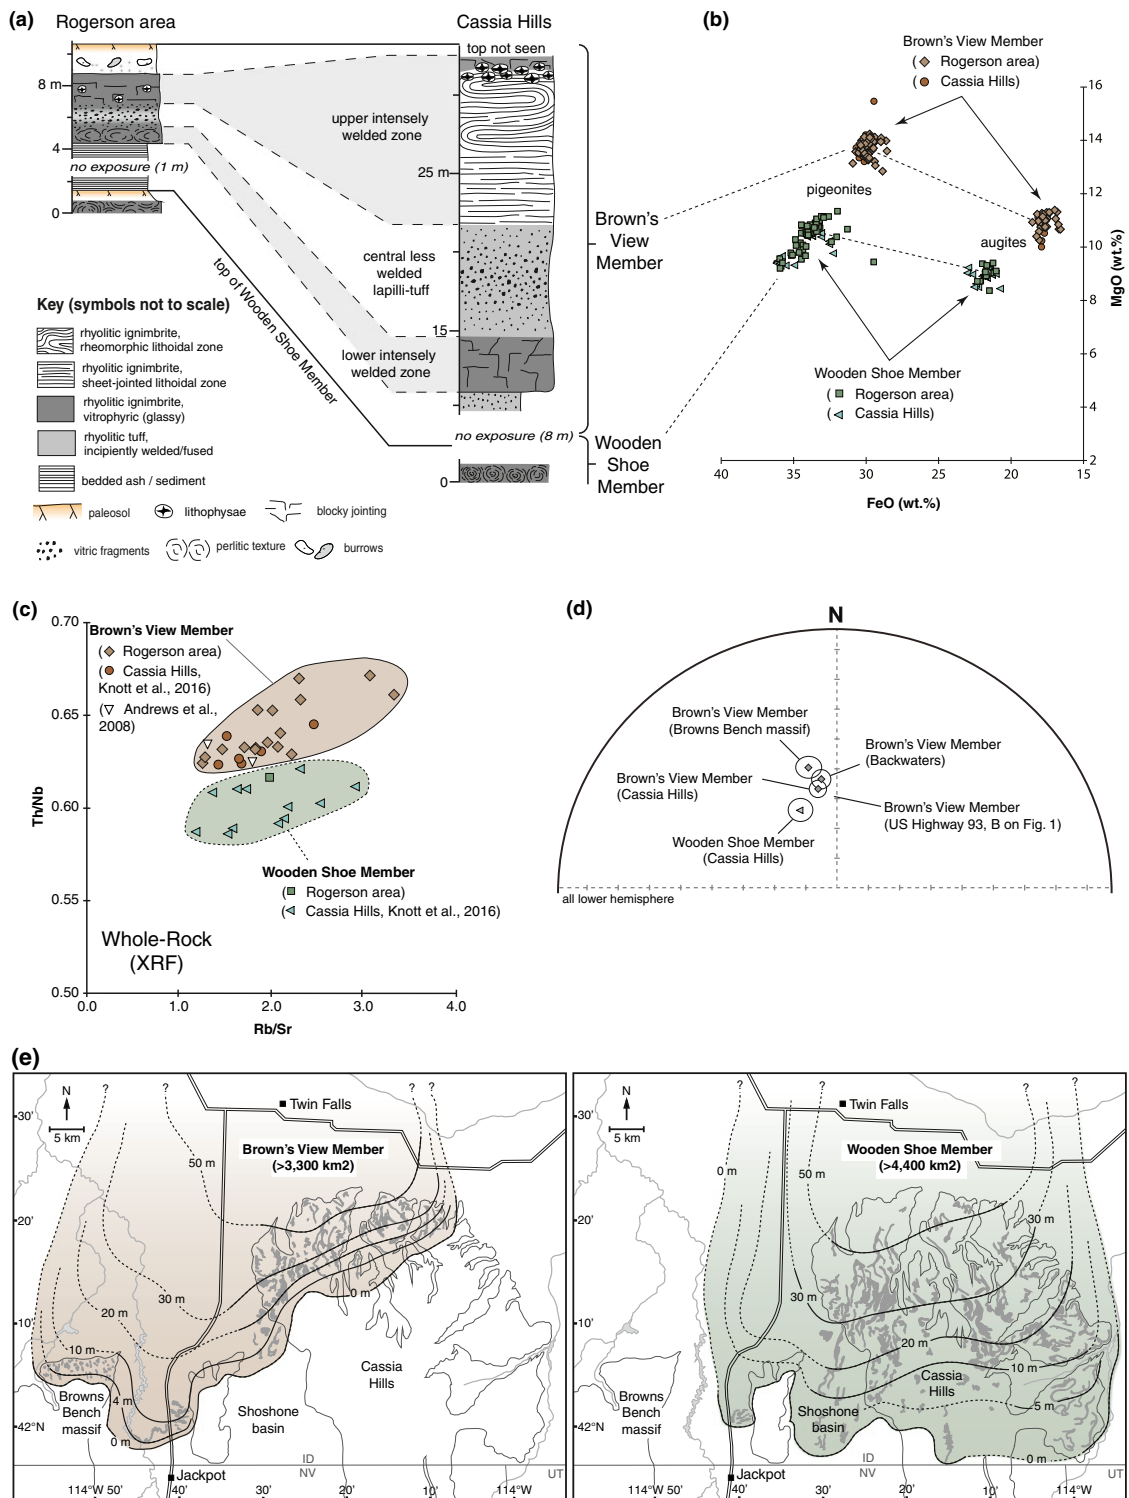 (a)
Rogerson area
Cassia Hills
top not seen
8 m
4
0
no exposure (1 m)
upper intensely
welded zone
25 m
central less
welded
lapilli-tuff
15
lower intensely
welded zone
top of Wooden Shoe Member
no exposure (8 m)
0
Brown's
View
Member
Wooden
Shoe
Member
Key (symbols not to scale)
rhyolitic ignimbrite,
rheomorphic lithoidal zone
rhyolitic ignimbrite,
sheet-jointed lithoidal zone
rhyolitic ignimbrite,
vitrophyric (glassy)
rhyolitic tuff,
incipiently welded/fused
bedded ash / sediment
paleosol
lithophysae
blocky jointing
vitric fragments
perlitic texture
burrows
(b)
Brown's View Member
( Rogerson area)
( Cassia Hills)
pigeonites
augites
Wooden Shoe Member
( Rogerson area)
( Cassia Hills)
16
14
12
10
8
6
4
2
MgO (wt.%)
40 35 30 25 20 15
FeO (wt.%)
(c)
0.70
0.65
0.60
0.55
0.50
Th/Nb
Brown's View Member
( Rogerson area)
( Cassia Hills,
Knott et al., 2016)
( Andrews et al.,
2008)
Wooden Shoe Member
( Rogerson area)
( Cassia Hills, Knott et al., 2016)
Whole-Rock
(XRF)
0.0 1.0 2.0 3.0 4.0
Rb/Sr
(d)
N
Brown's View Member
(Browns Bench massif)
Brown's View Member
(Backwaters)
Brown's View Member
(Cassia Hills)
Brown's View Member
(US Highway 93, B on Fig. 1)
Wooden Shoe Member
(Cassia Hills)
all lower hemisphere
(e)
N
5 km
30'
20'
10'
42°N
? ? ? ?
Twin Falls
Brown's View Member
(>3,300 km2)
50 m
30 m
20 m
10 m
4 m
0 m
0 m
Browns
Bench
massif
Shoshone
basin
Cassia
Hills
Jackpot
ID
NV
UT
114°W 50' 40' 30' 20' 10'
N
5 km
30'
20'
10'
42°N
? ? ? ?
Twin Falls
Wooden Shoe Member
(>4,400 km2)
0 m
50 m
30 m
30 m
20 m
10 m
5 m
0 m
Browns
Bench
massif
Shoshone
basin
Cassia
Hills
Jackpot
ID
NV
UT
114°W 50' 40' 30' 20' 10' 114°W